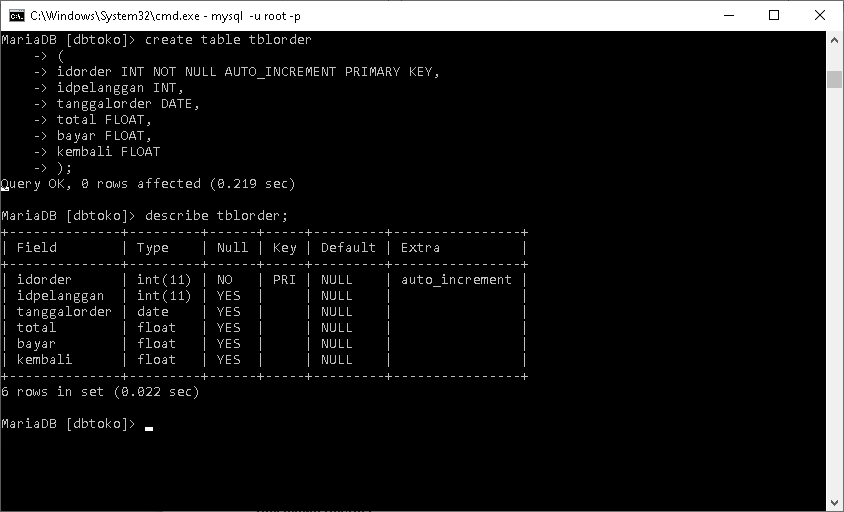 C:\Windows\System32\cmd.exe - mysql  -u root -p
MariaDB [dbtoko]> create table tblorder
    -> (
    -> idorder INT NOT NULL AUTO_INCREMENT PRIMARY KEY,
    -> idpelanggan INT,
    -> tanggalorder DATE,
    -> total FLOAT,
    -> bayar FLOAT,
    -> kembali FLOAT
    -> );
Query OK, 0 rows affected (0.219 sec)
MariaDB [dbtoko]> describe tblorder;
+--------------+---------+------+-----+---------+----------------+
| Field        | Type    | Null | Key | Default | Extra          |
+--------------+---------+------+-----+---------+----------------+
| idorder      | int(11) | NO   | PRI | NULL    | auto_increment |
| idpelanggan  | int(11) | YES  |     | NULL    |                |
| tanggalorder | date    | YES  |     | NULL    |                |
| total        | float   | YES  |     | NULL    |                |
| bayar        | float   | YES  |     | NULL    |                |
| kembali      | float   | YES  |     | NULL    |                |
+--------------+---------+------+-----+---------+----------------+
6 rows in set (0.022 sec)
MariaDB [dbtoko]>